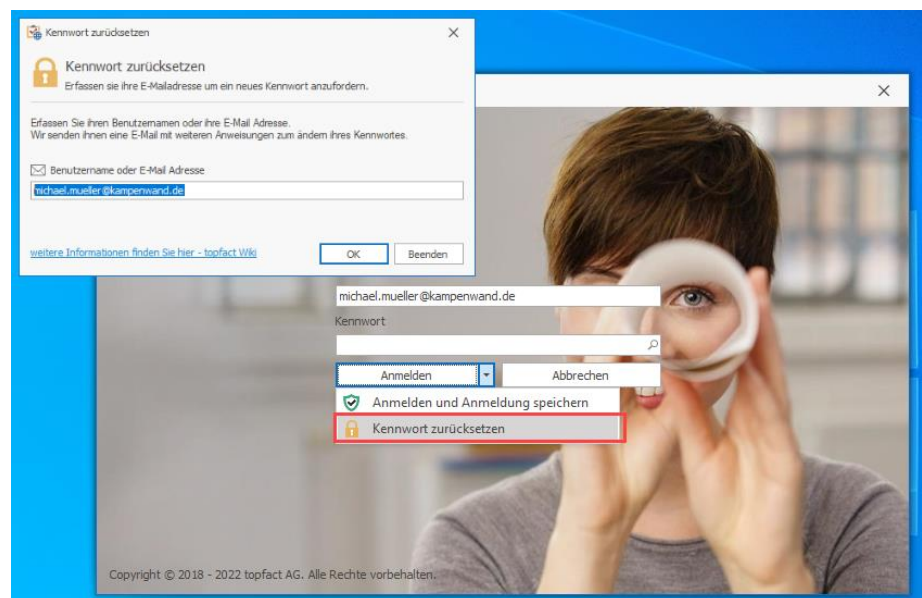 Kennwort zurücksetzen
Kennwort zurücksetzen
Erfassen sie ihre E-Mailadresse um ein neues Kennwort anzufordern.
Erfassen Sie ihren Benutzernamen oder ihre E-Mail Adresse.
Wir senden ihnen eine E-Mail mit weiteren Anweisungen zum ändern ihres Kennwortes.
Benutzername oder E-Mail Adresse
michael.mueller@kampenwand.de
weitere Informationen finden Sie hier - topfact Wiki
OK Beenden
michael.mueller@kampenwand.de
Kennwort
Anmelden Abbrechen
Anmelden und Anmeldung speichern
Kennwort zurücksetzen
Copyright © 2018 - 2022 topfact AG. Alle Rechte vorbehalten.